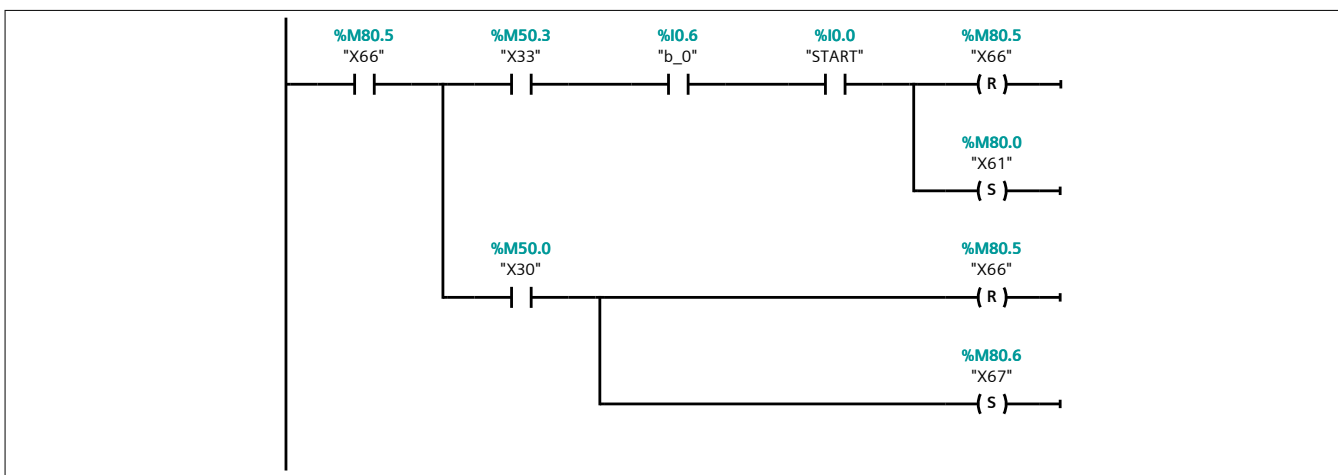 %M80.5 %M50.3 %I0.6 %I0.0 %M80.5
"X66" "X33" "b_0" "START" "X66"
R
%M80.0
"X61"
S
%M50.0 %M80.5
"X30" "X66"
R
%M80.6
"X67"
S